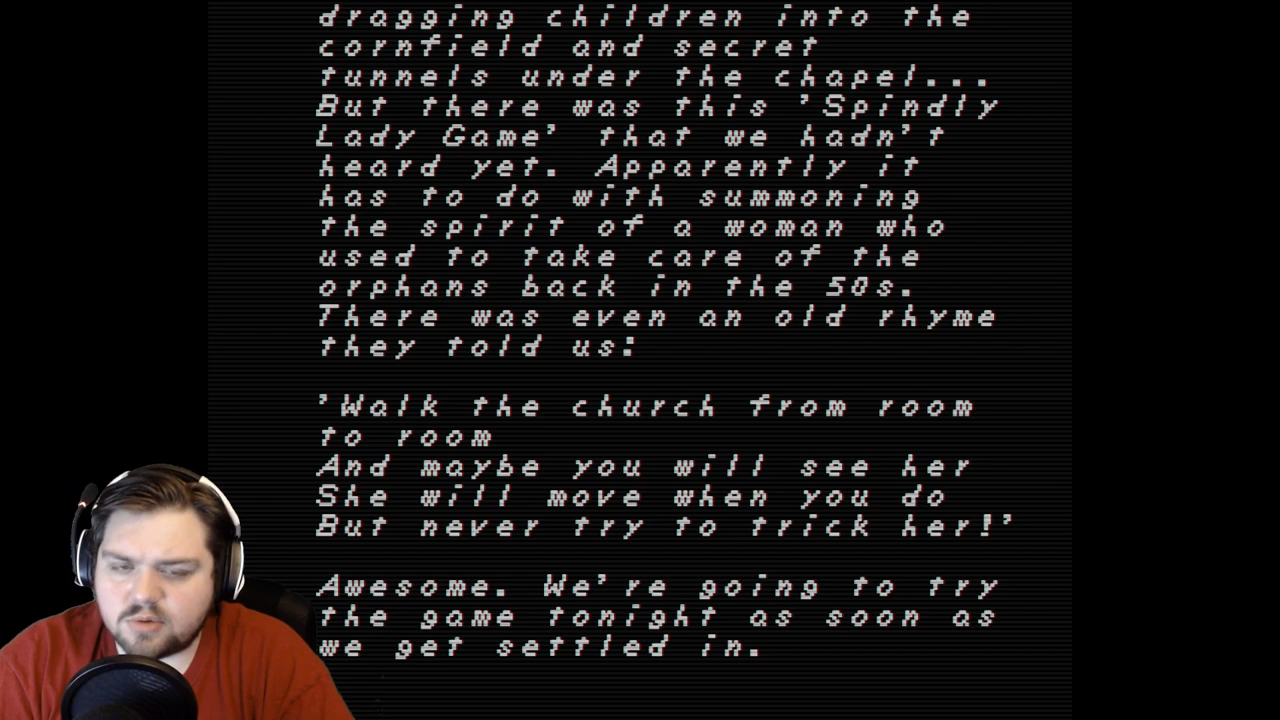 dragging children into the
cornfield and secret
tunnels under the chapel...
But there was this 'Spindly
Lady Game' that we hadn't
heard yet. Apparently it
has to do with summoning
the spirit of a woman who
used to take care of the
orphans back in the 50s.
There was even an old rhyme
they told us:
'Walk the church from room
to room
And maybe you will see her
She will move when you do
But never try to trick her!'
Awesome. We're going to try
the game tonight as soon as
we get settled in.